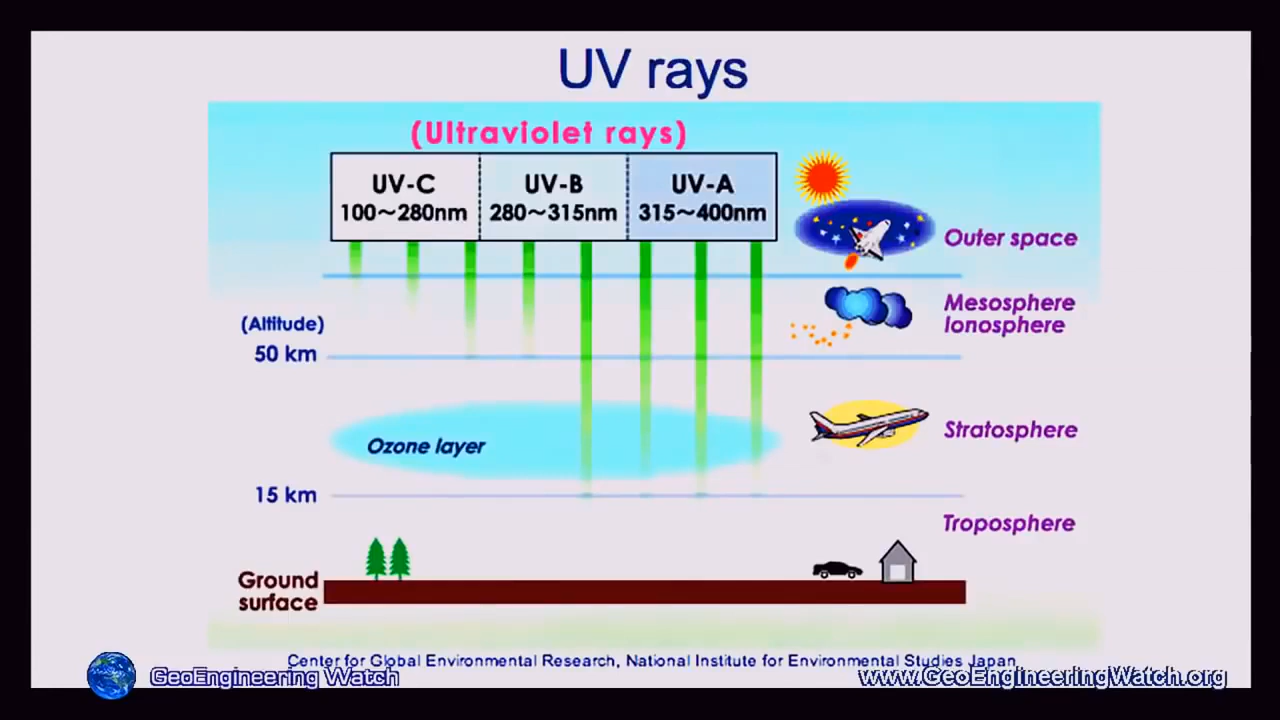 UV rays
(Ultraviolet rays)
UV-C
100～280nm
UV-B
280～315nm
UV-A
315～400nm
Outer space
Mesosphere
Ionosphere
(Altitude)
50 km
Ozone layer
Stratosphere
15 km
Troposphere
Ground
surface
Center for Global Environmental Research, National Institute for Environmental Studies Japan
GeoEngineering Watch
www.GeoEngineeringWatch.org